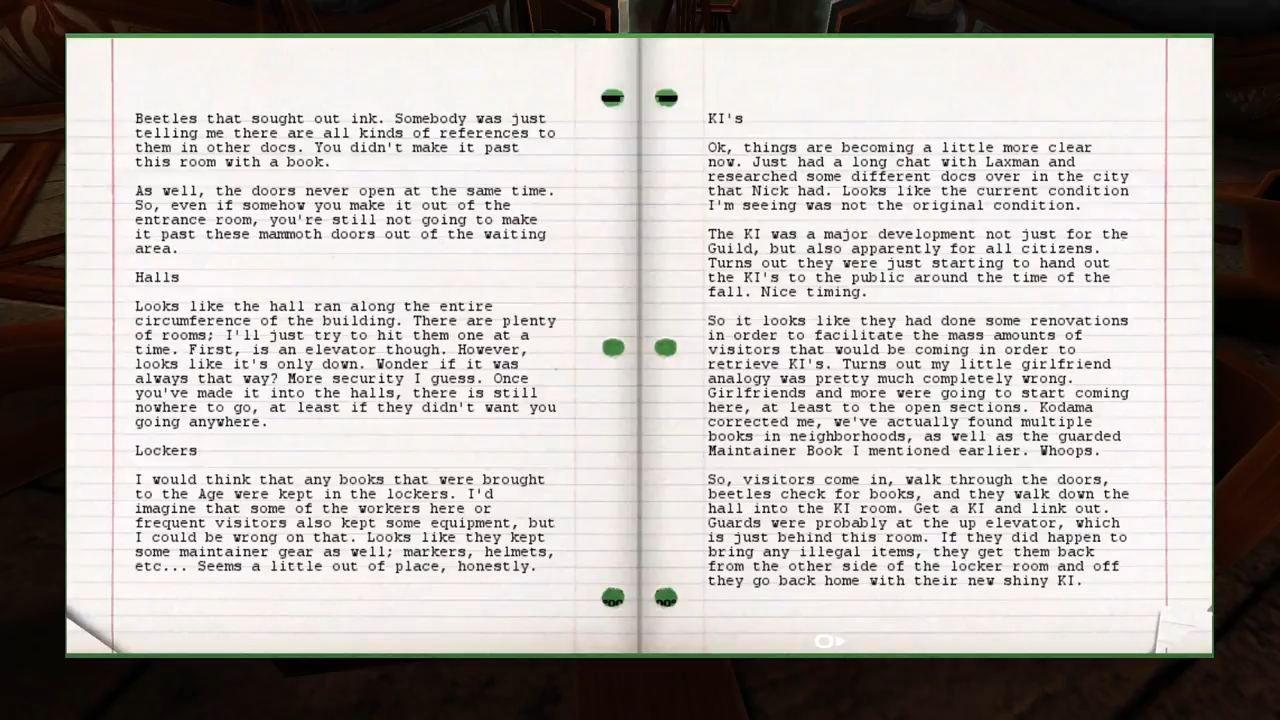 Beetles that sought out ink. Somebody was just
telling me there are all kinds of references to
them in other docs. You didn't make it past
this room with a book.
As well, the doors never open at the same time.
So, even if somehow you make it out of the
entrance room, you're still not going to make
it past these mammoth doors out of the waiting
area.
Halls
Looks like the hall ran along the entire
circumference of the building. There are plenty
of rooms; I'll just try to hit them one at a
time. First, is an elevator though. However,
looks like it's only down. Wonder if it was
always that way? More security I guess. Once
you've made it into the halls, there is still
nowhere to go, at least if they didn't want you
going anywhere.
Lockers
I would think that any books that were brought
to the Age were kept in the lockers. I'd
imagine that some of the workers here or
frequent visitors also kept some equipment, but
I could be wrong on that. Looks like they kept
some maintainer gear as well; markers, helmets,
etc... Seems a little out of place, honestly.
KI's
Ok, things are becoming a little more clear
now. Just had a long chat with Laxman and
researched some different docs over in the city
that Nick had. Looks like the current condition
I'm seeing was not the original condition.
The KI was a major development not just for the
Guild, but also apparently for all citizens.
Turns out they were just starting to hand out
the KI's to the public around the time of the
fall. Nice timing.
So it looks like they had done some renovations
in order to facilitate the mass amounts of
visitors that would be coming in order to
retrieve KI's. Turns out my little girlfriend
analogy was pretty much completely wrong.
Girlfriends and more were going to start coming
here, at least to the open sections. Kodama
corrected me, we've actually found multiple
books in neighborhoods, as well as the guarded
Maintainer Book I mentioned earlier. Whoops.
So, visitors come in, walk through the doors,
beetles check for books, and they walk down the
hall into the KI room. Get a KI and link out.
Guards were probably at the up elevator, which
is just behind this room. If they did happen to
bring any illegal items, they get them back
from the other side of the locker room and off
they go back home with their new shiny KI.